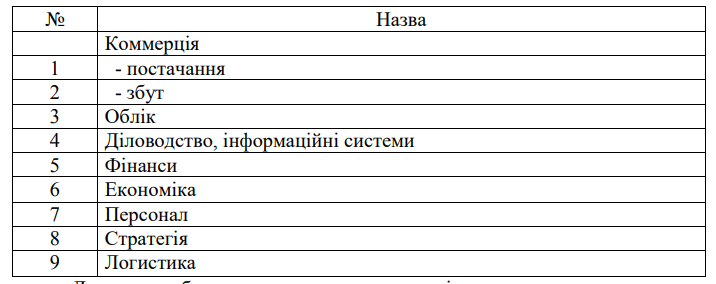 № Назва
Коммерція
1 - постачання
2 - збут
3 Облік
4 Діловодство, інформаційні системи
5 Фінанси
6 Економіка
7 Персонал
8 Стратегія
9 Логистика